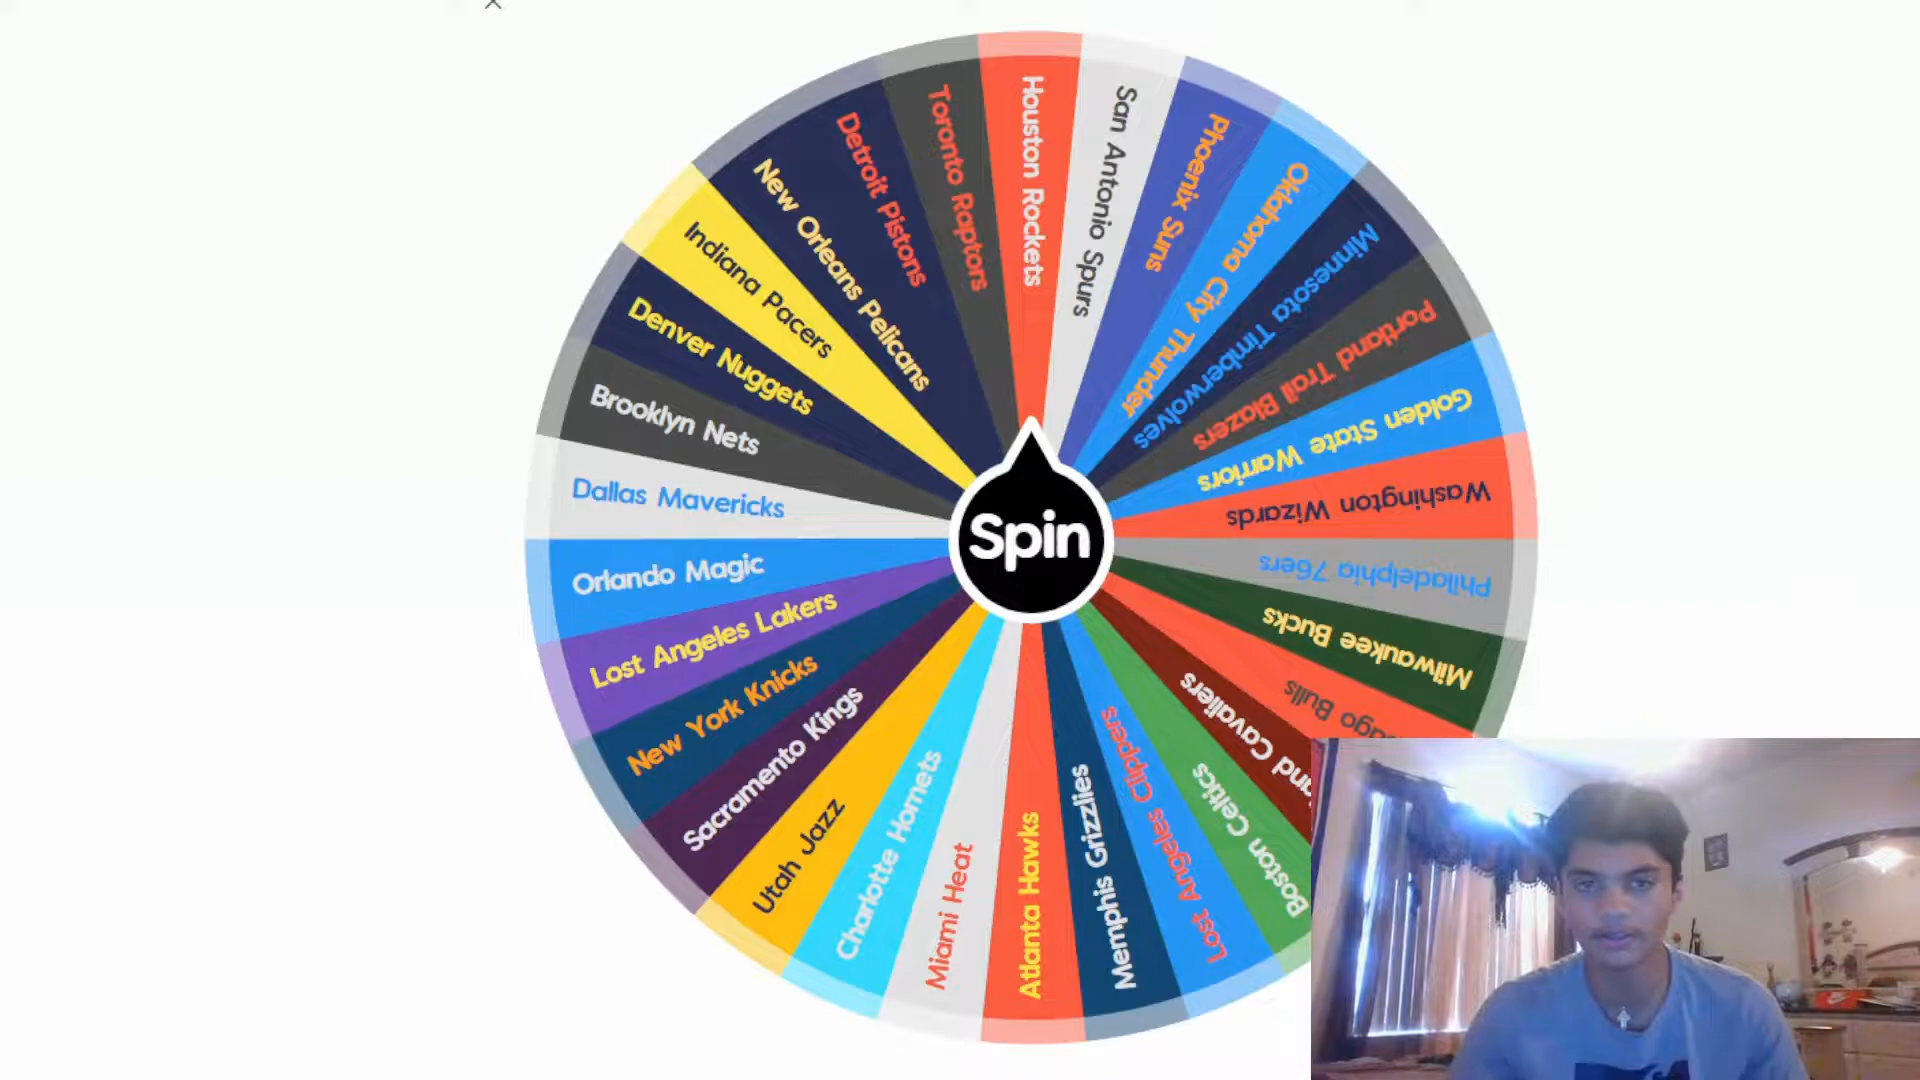 Houston Rockets
San Antonio Spurs
Phoenix Suns
Oklahoma City Thunder
Minnesota Timberwolves
Portland Trail Blazers
Golden State Warriors
Washington Wizards
Philadelphia 76ers
Milwaukee Bucks
Bulls
Cavaliers
Boston Celtics
Lost Angeles Clippers
Memphis Grizzlies
Atlanta Hawks
Miami Heat
Charlotte Hornets
Utah Jazz
Sacramento Kings
New York Knicks
Lost Angeles Lakers
Orlando Magic
Dallas Mavericks
Brooklyn Nets
Denver Nuggets
Indiana Pacers
New Orleans Pelicans
Detroit Pistons
Toronto Raptors
Spin